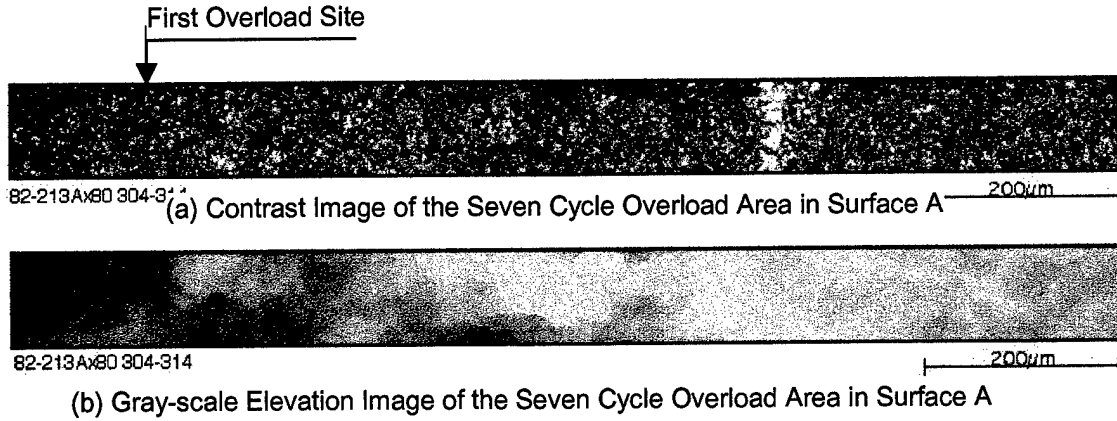 First Overload Site
82-213Ax80 304-314
200µm
(a) Contrast Image of the Seven Cycle Overload Area in Surface A
82-213Ax80 304-314
200µm
(b) Gray-scale Elevation Image of the Seven Cycle Overload Area in Surface A